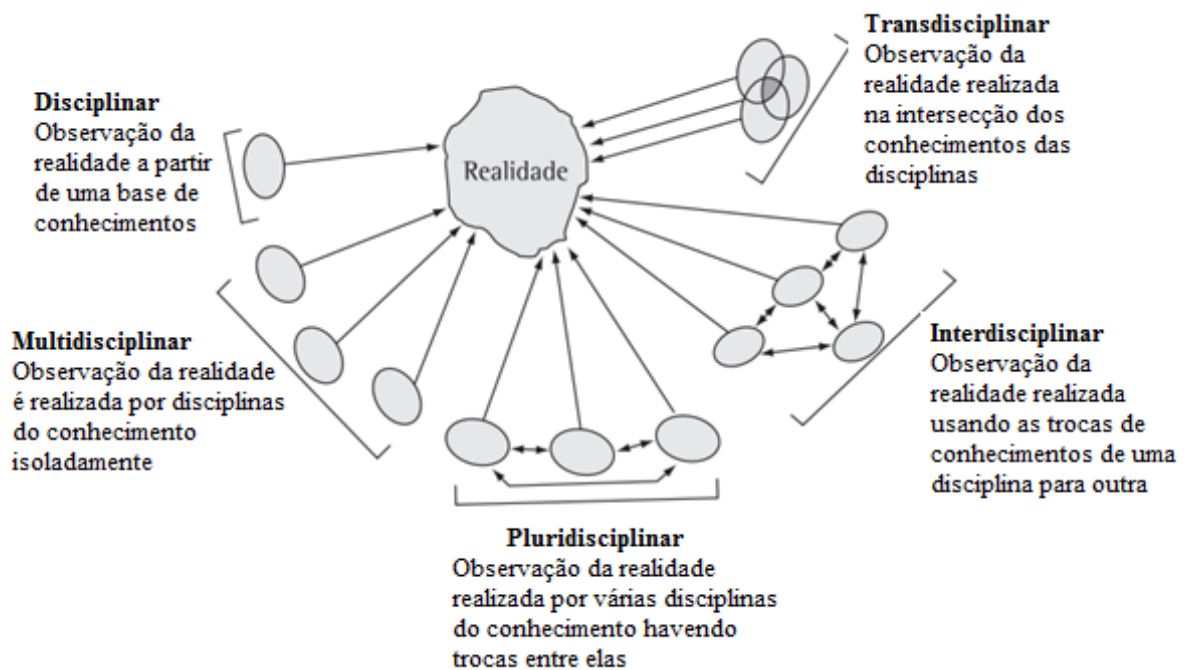 Transdisciplinar
Observação da
realidade realizada
na intersecção dos
conhecimentos das
disciplinas
Disciplinar
Observação da
realidade a partir
de uma base de
conhecimentos
Realidade
Multidisciplinar
Observação da realidade
é realizada por disciplinas
do conhecimento
isoladamente
Interdisciplinar
Observação da
realidade realizada
usando as trocas de
conhecimentos de uma
disciplina para outra
Pluridisciplinar
Observação da realidade
realizada por várias disciplinas
do conhecimento havendo
trocas entre elas